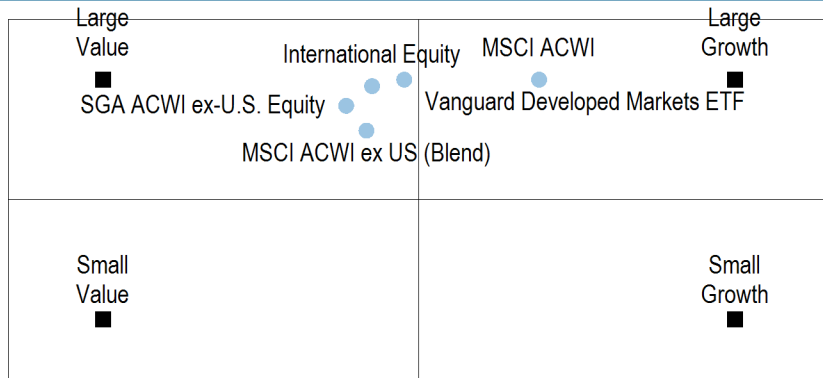 Large
Value
Large
Growth
International Equity
MSCI ACWI
SGA ACWI ex-U.S. Equity
Vanguard Developed Markets ETF
MSCI ACWI ex US (Blend)
Small
Value
Small
Growth